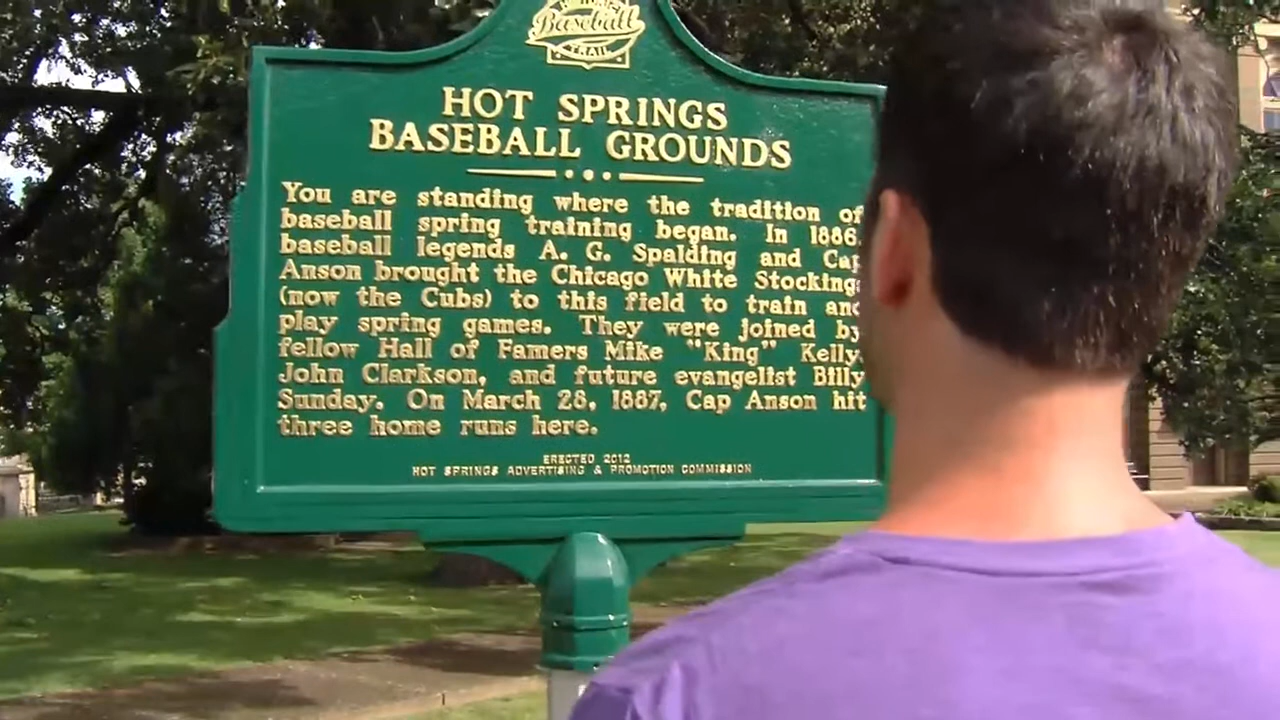 Baseball
TRAIL
HOT SPRINGS
BASEBALL GROUNDS
You are standing where the tradition of
baseball spring training began. In 1886,
baseball legends A. G. Spalding and Cap
Anson brought the Chicago White Stockings
(now the Cubs) to this field to train and
play spring games. They were joined by
fellow Hall of Famers Mike "King" Kelly,
John Clarkson, and future evangelist Billy
Sunday. On March 28, 1887, Cap Anson hit
three home runs here.
ERECTED 2012
HOT SPRINGS ADVERTISING & PROMOTION COMMISSION